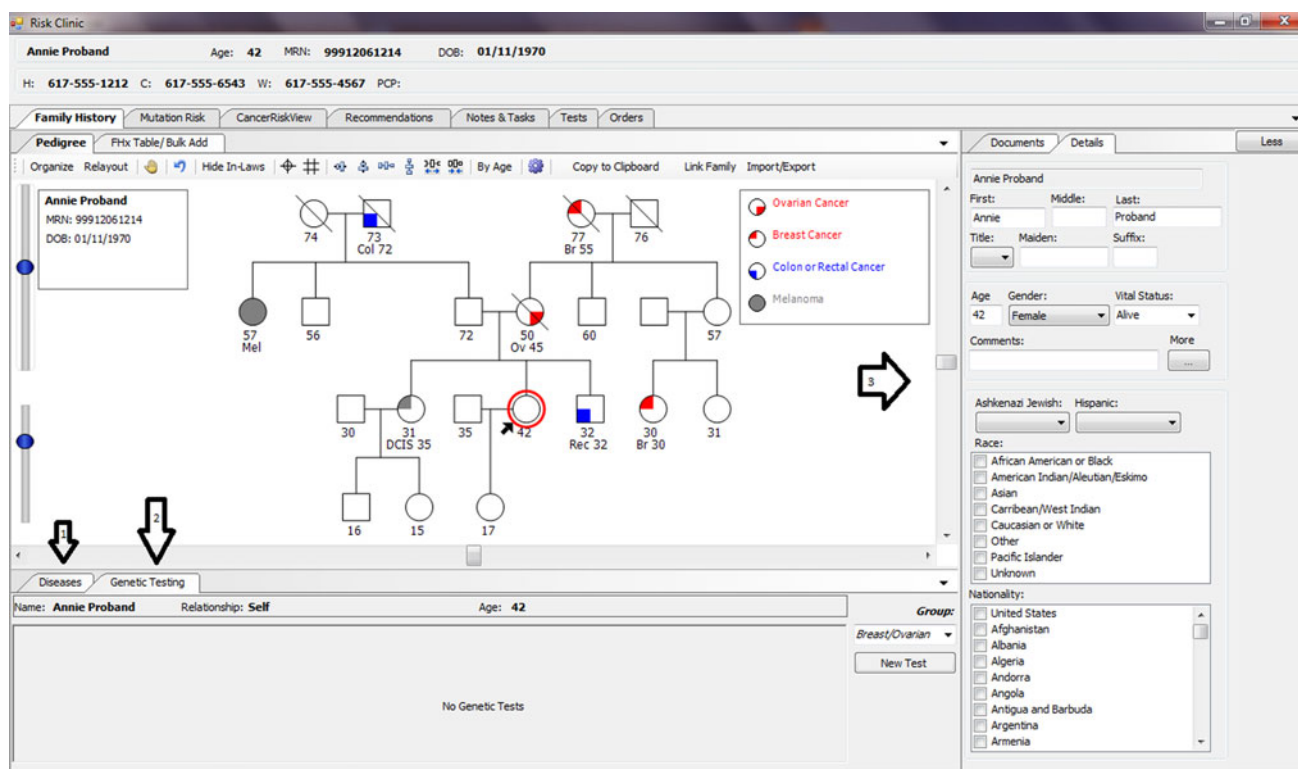 Risk Clinic
Annie Proband Age: 42 MRN: 99912061214 DOB: 01/11/1970
H: 617-555-1212 C: 617-555-6543 W: 617-555-4567 PCP:
Family History Mutation Risk CancerRiskView Recommendations Notes & Tasks Tests Orders
Pedigree FHx Table/Bulk Add
Organize Relayout Hide In-Laws By Age Copy to Clipboard Link Family Import/Export
Annie Proband
MRN: 99912061214
DOB: 01/11/1970
74 73 77 76
Col 72 Br 55
Ovarian Cancer
Breast Cancer
Colon or Rectal Cancer
Melanoma
57 56 72 50 60 57
Mel Ov 45
3
30 31 35 42 32 30 31
DCIS 35 Rec 32 Br 30
16 15 17
1 2
Diseases Genetic Testing
Name: Annie Proband Relationship: Self Age: 42
Group:
Breast/Ovarian
New Test
No Genetic Tests
Documents Details Less
Annie Proband
First: Middle: Last:
Annie Proband
Title: Maiden: Suffix:
Age Gender: Vital Status:
42 Female Alive
Comments: More
...
Ashkenazi Jewish: Hispanic:
Race:
African American or Black
American Indian/Aleutian/Eskimo
Asian
Carribean/West Indian
Caucasian or White
Other
Pacific Islander
Unknown
Nationality:
United States
Afghanistan
Albania
Algeria
Andorra
Angola
Antigua and Barbuda
Argentina
Armenia